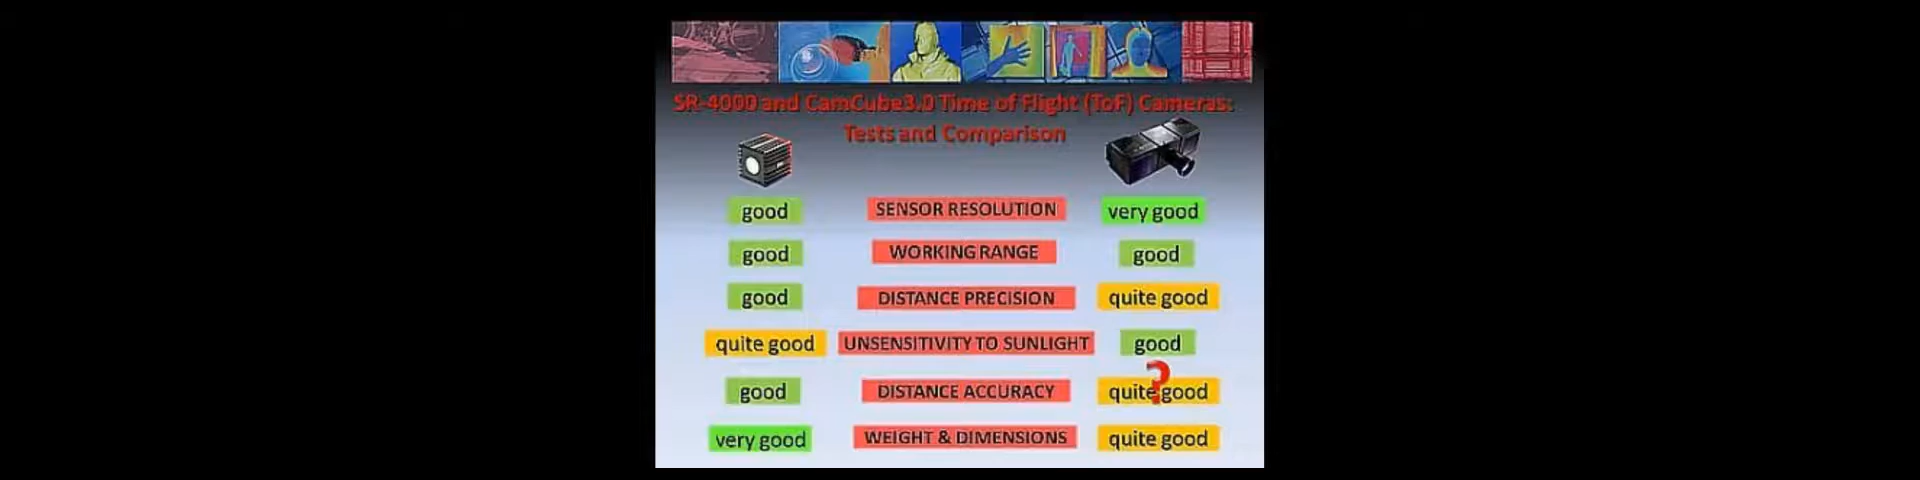 SR-4000 and CamCube3.0 Time of Flight (ToF) Cameras:
Tests and Comparison
good SENSOR RESOLUTION very good
good WORKING RANGE good
good DISTANCE PRECISION quite good
quite good UNSENSITIVITY TO SUNLIGHT good
good DISTANCE ACCURACY quite good ?
very good WEIGHT & DIMENSIONS quite good